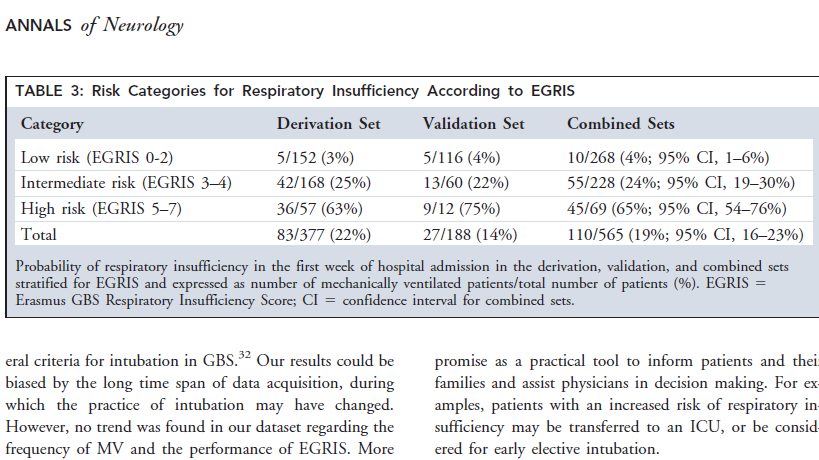 ANNALS of Neurology
TABLE 3: Risk Categories for Respiratory Insufficiency According to EGRIS
Category Derivation Set Validation Set Combined Sets
Low risk (EGRIS 0-2) 5/152 (3%) 5/116 (4%) 10/268 (4%; 95% CI, 1–6%)
Intermediate risk (EGRIS 3–4) 42/168 (25%) 13/60 (22%) 55/228 (24%; 95% CI, 19–30%)
High risk (EGRIS 5–7) 36/57 (63%) 9/12 (75%) 45/69 (65%; 95% CI, 54–76%)
Total 83/377 (22%) 27/188 (14%) 110/565 (19%; 95% CI, 16–23%)
Probability of respiratory insufficiency in the first week of hospital admission in the derivation, validation, and combined sets
stratified for EGRIS and expressed as number of mechanically ventilated patients/total number of patients (%). EGRIS =
Erasmus GBS Respiratory Insufficiency Score; CI = confidence interval for combined sets.
eral criteria for intubation in GBS.32 Our results could be
biased by the long time span of data acquisition, during
which the practice of intubation may have changed.
However, no trend was found in our dataset regarding the
frequency of MV and the performance of EGRIS. More
promise as a practical tool to inform patients and thei
families and assist physicians in decision making. For ex-
amples, patients with an increased risk of respiratory in-
sufficiency may be transferred to an ICU, or be consid-
ered for early elective intubation.